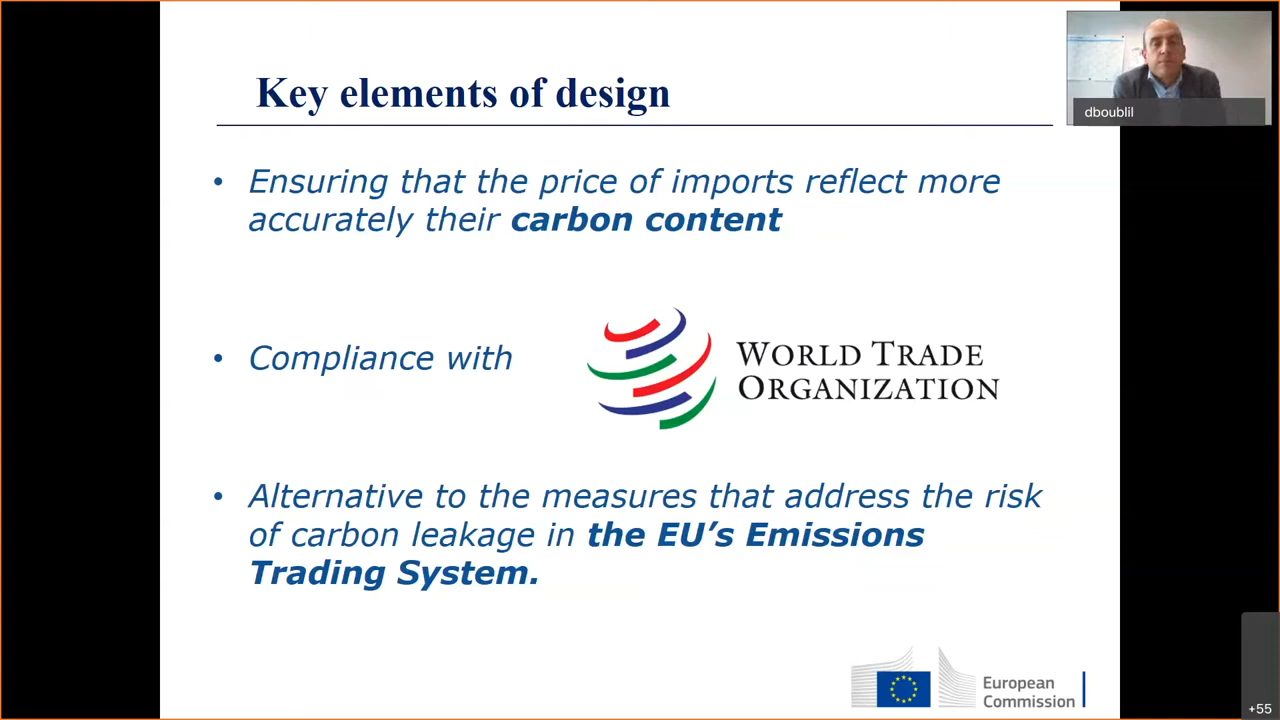 Key elements of design
dboublil
• Ensuring that the price of imports reflect more
accurately their carbon content
• Compliance with
WORLD TRADE
ORGANIZATION
• Alternative to the measures that address the risk
of carbon leakage in the EU’s Emissions
Trading System.
European
Commission
+55